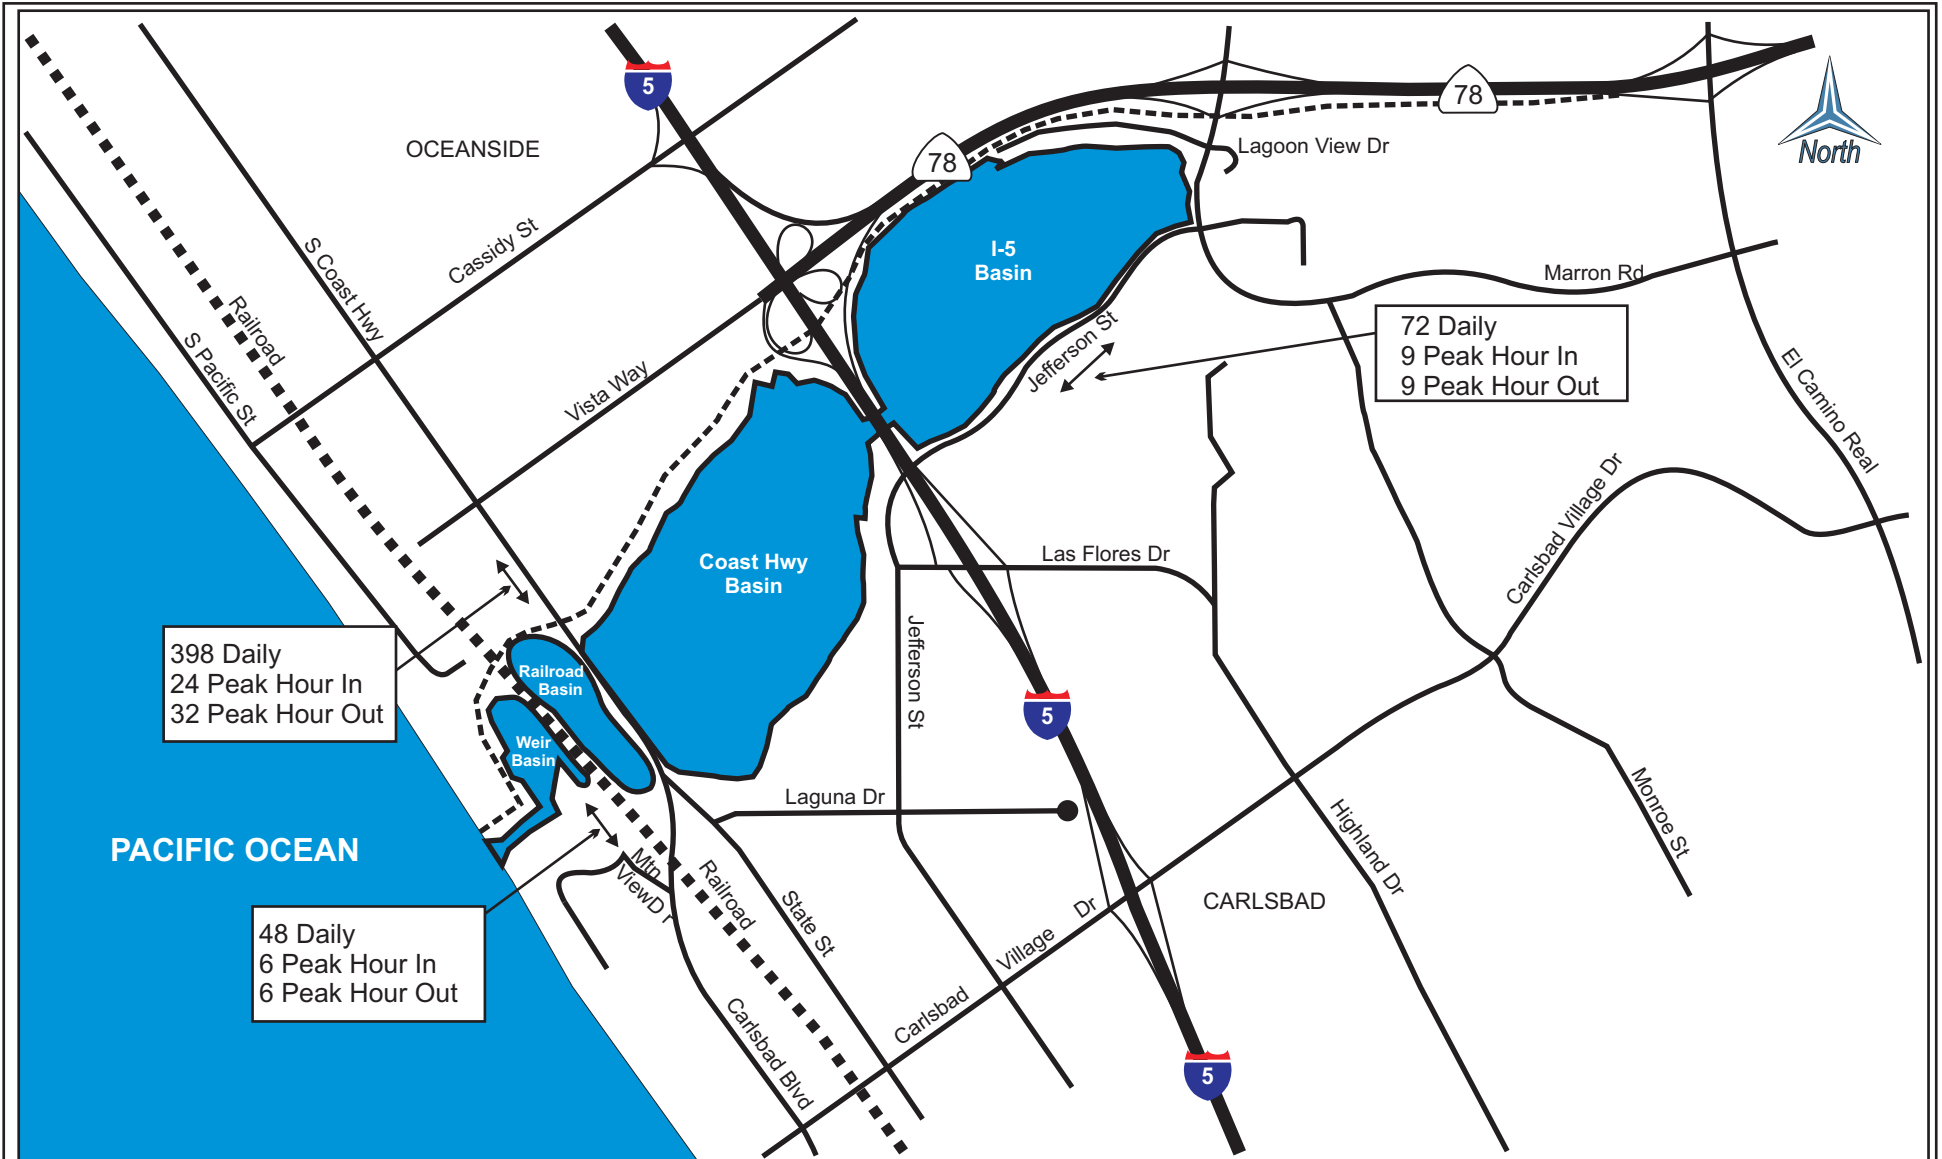 5
78
78
North
OCEANSIDE
Lagoon View Dr
Cassidy St
S Coast Hwy
I-5
Basin
Marron Rd
Railroad
S Pacific St
Jefferson St
72 Daily
9 Peak Hour In
9 Peak Hour Out
Vista Way
El Camino Real
Carlsbad Village Dr
Coast Hwy
Basin
Las Flores Dr
398 Daily
24 Peak Hour In
32 Peak Hour Out
Railroad
Basin
Jefferson St
5
Weir
Basin
Laguna Dr
Monroe St
Highland Dr
PACIFIC OCEAN
Mtn
ViewD r
Railroad
State St
CARLSBAD
48 Daily
6 Peak Hour In
6 Peak Hour Out
Carlsbad Village Dr
Carlsbad Blvd
5